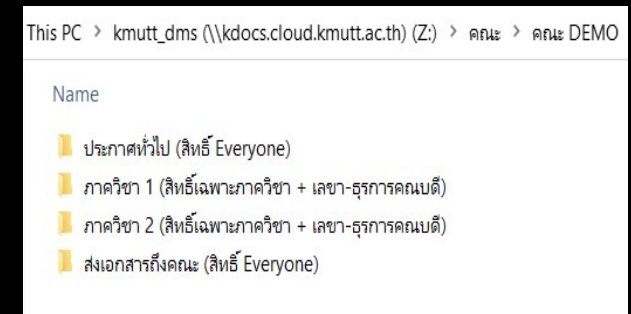 This PC > kmutt_dms (\\kdocs.cloud.kmutt.ac.th) (Z:) > คณะ > คณะ DEMO
Name
ประกาศทั่วไป (สิทธิ์ Everyone)
ภาควิชา 1 (สิทธิ์เฉพาะภาควิชา + เลขา-ธุรการคณบดี)
ภาควิชา 2 (สิทธิ์เฉพาะภาควิชา + เลขา-ธุรการคณบดี)
ส่งเอกสารถึงคณะ (สิทธิ์ Everyone)